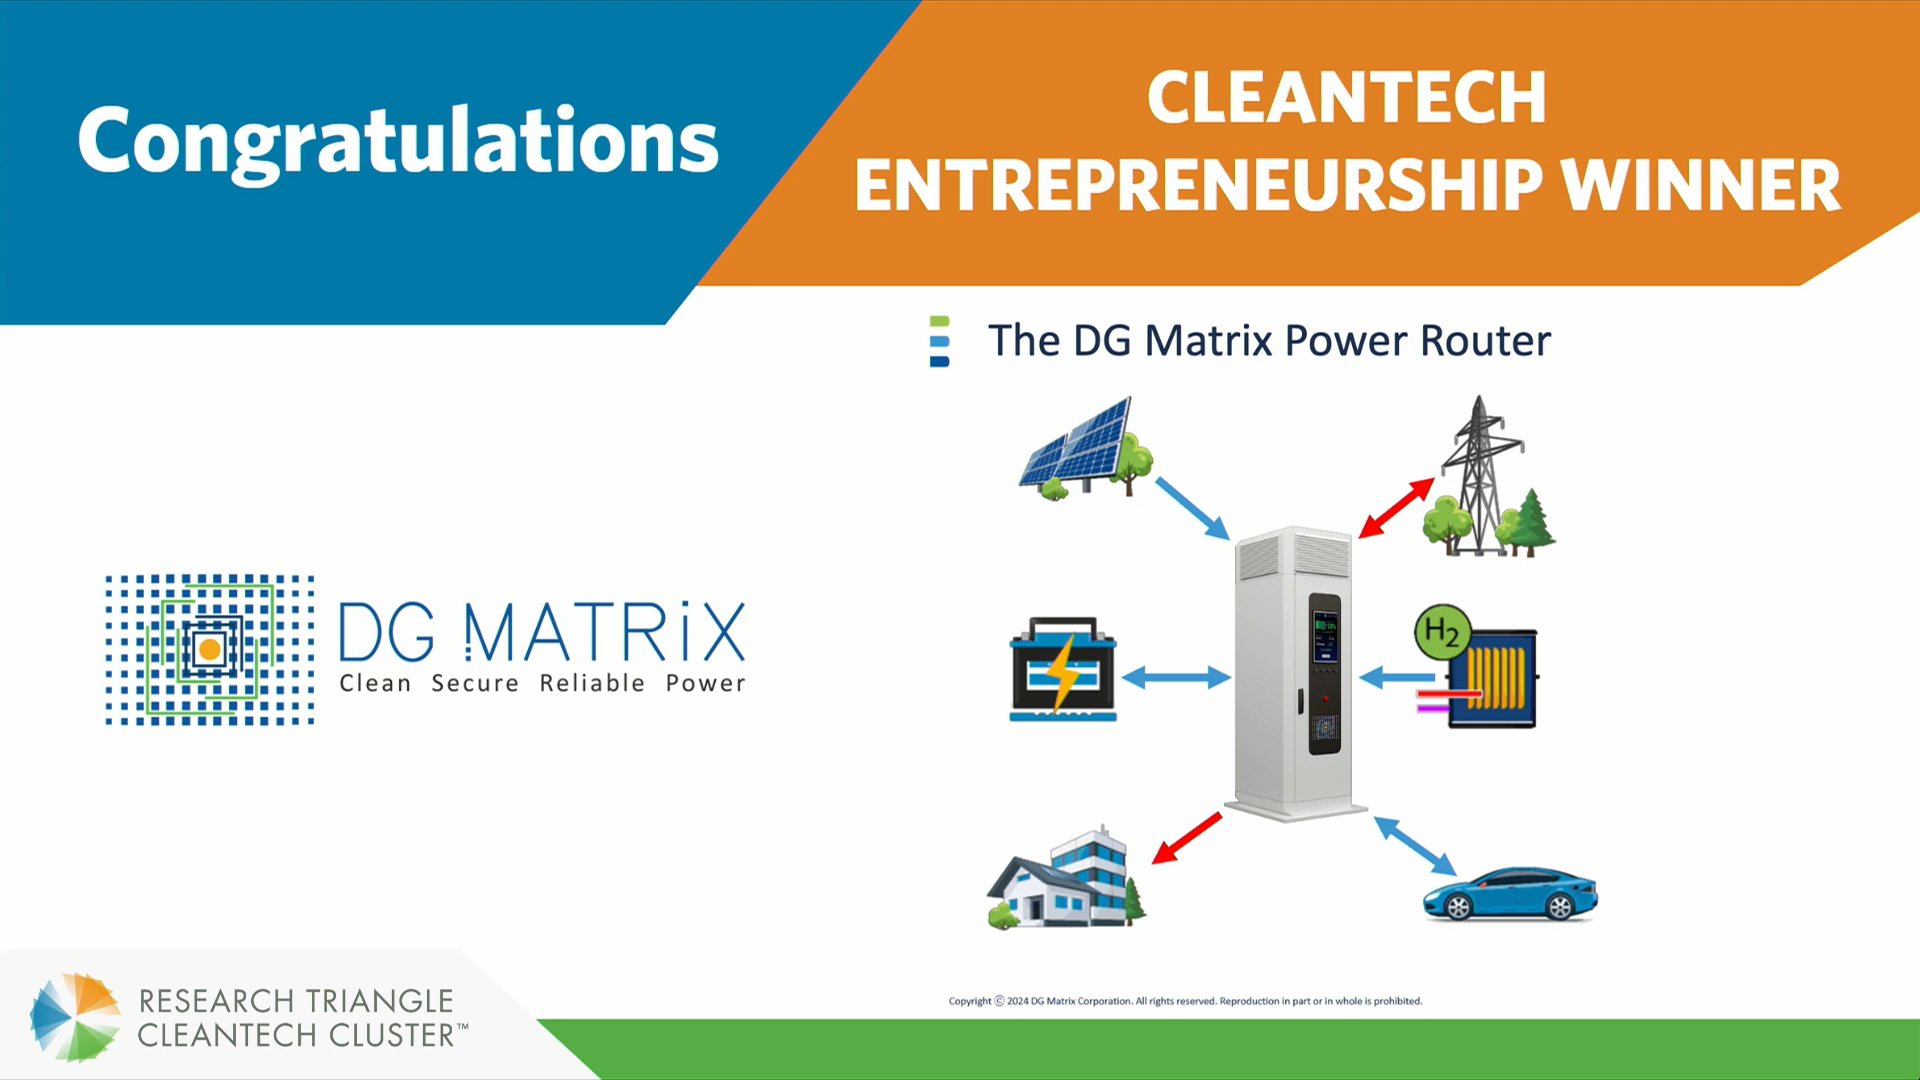 Congratulations
CLEANTECH
ENTREPRENEURSHIP WINNER
The DG Matrix Power Router
H2
DG MATRiX
Clean Secure Reliable Power
RESEARCH TRIANGLE
CLEANTECH CLUSTER™
Copyright Ⓒ 2024 DG Matrix Corporation. All rights reserved. Reproduction in part or in whole is prohibited.